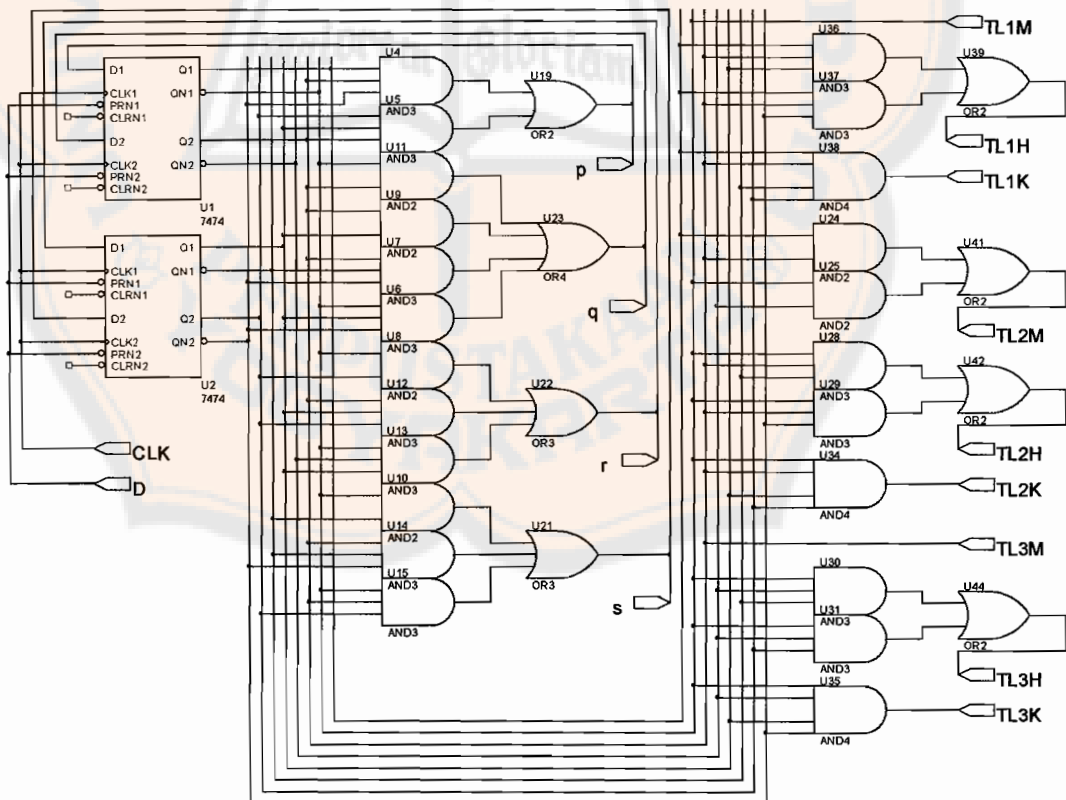 D1 Q1
CLK1 QN1
PRN1
CLRN1
D2 Q2
CLK2 QN2
PRN2
CLRN2
U1
7474
D1 Q1
CLK1 QN1
PRN1
CLRN1
D2 Q2
CLK2 QN2
PRN2
CLRN2
U2
7474
CLK
D
U4
U5
AND3
U11
AND3
U9
AND2
U7
AND2
U6
AND3
U8
AND3
U12
AND2
U13
AND3
U10
AND3
U14
AND2
U15
AND3
AND3
U19
OR2
p
U23
OR4
q
U22
OR3
r
U21
OR3
s
TL1M
U36
U37
AND3
AND3
U39
OR2
TL1H
U38
AND4
TL1K
U24
U25
AND2
AND2
U41
OR2
TL2M
U28
U29
AND3
AND3
U42
OR2
TL2H
U34
AND4
TL2K
TL3M
U30
U31
AND3
AND3
U44
OR2
TL3H
U35
AND4
TL3K
Gloriam
PERPUSTAKAAN
YOGYAKARTA